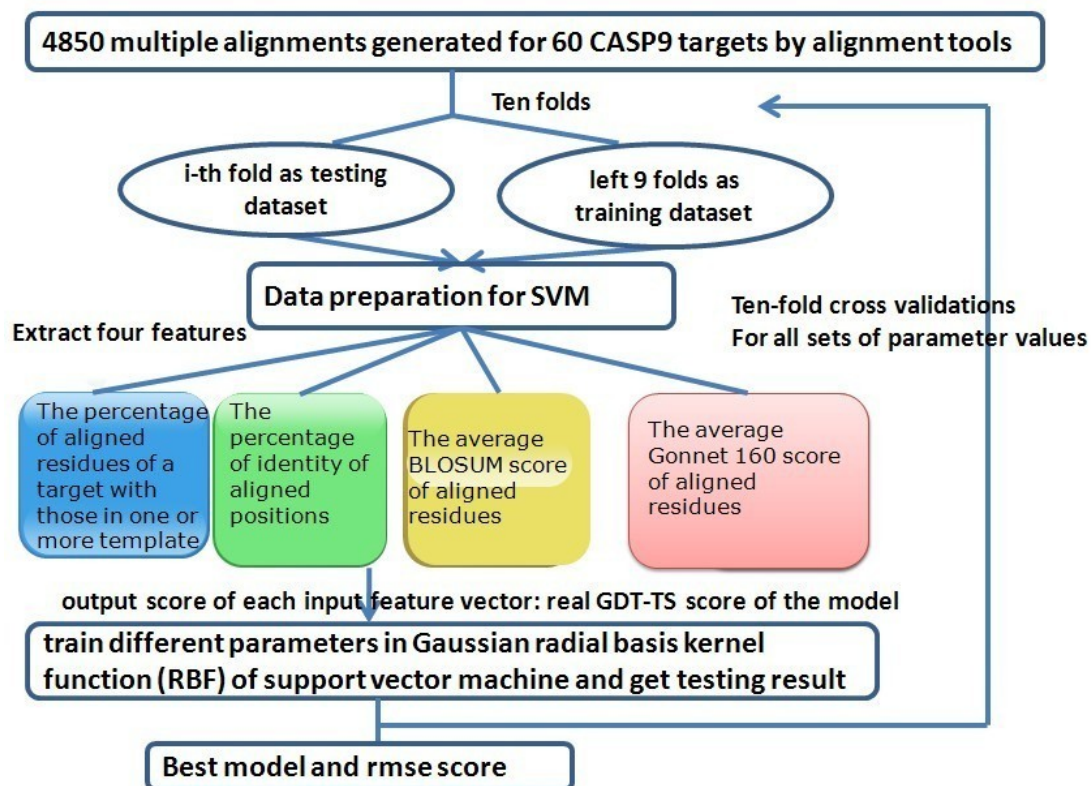 4850 multiple alignments generated for 60 CASP9 targets by alignment tools
Ten folds
i-th fold as testing
dataset
left 9 folds as
training dataset
Data preparation for SVM
Ten-fold cross validations
For all sets of parameter values
Extract four features
The percentage
of aligned
residues of a
target with
those in one or
more template
The
percentage
of identity of
aligned
positions
The average
BLOSUM score
of aligned
residues
The average
Gonnet 160 score
of aligned
residues
output score of each input feature vector: real GDT-TS score of the model
train different parameters in Gaussian radial basis kernel
function (RBF) of support vector machine and get testing result
Best model and rmse score